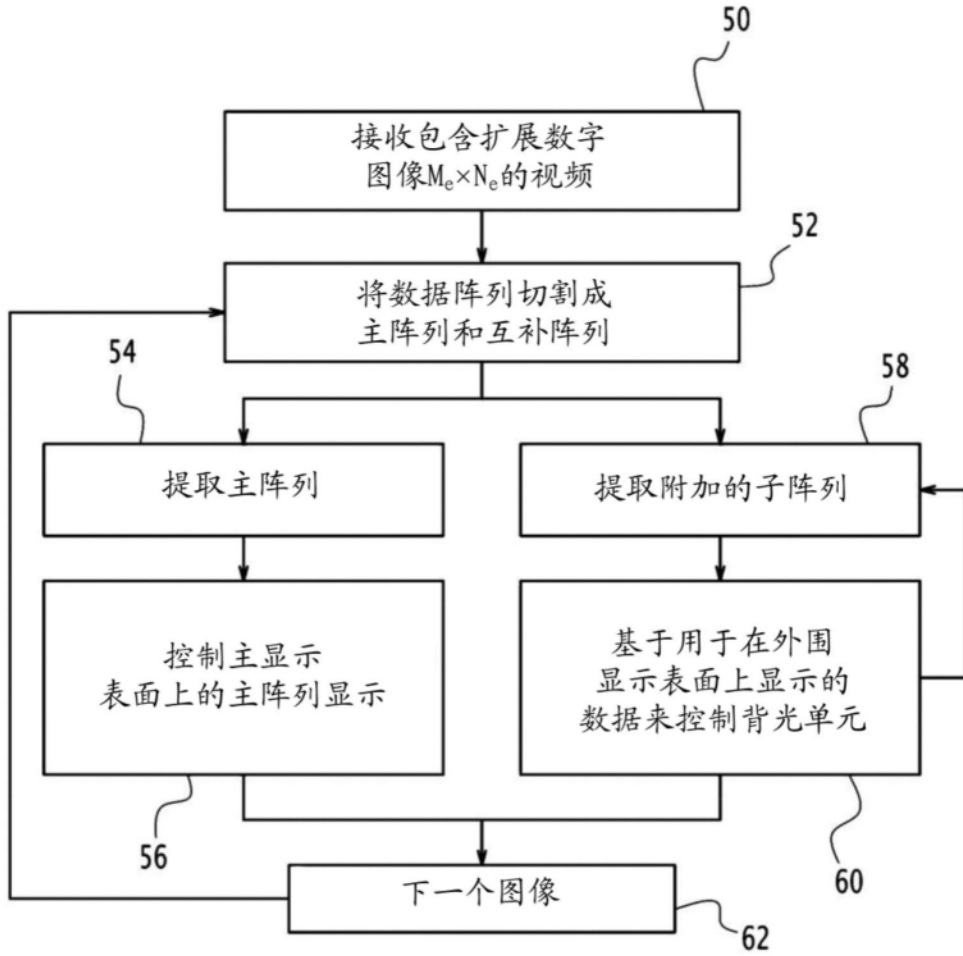 50
接收包含扩展数字
图像Mₑ×Nₑ的视频
52
将数据阵列切割成
主阵列和互补阵列
54
提取主阵列
58
提取附加的子阵列
控制主显示
表面上的主阵列显示
56
基于用于在外围
显示表面上显示的
数据来控制背光单元
60
下一个图像
62